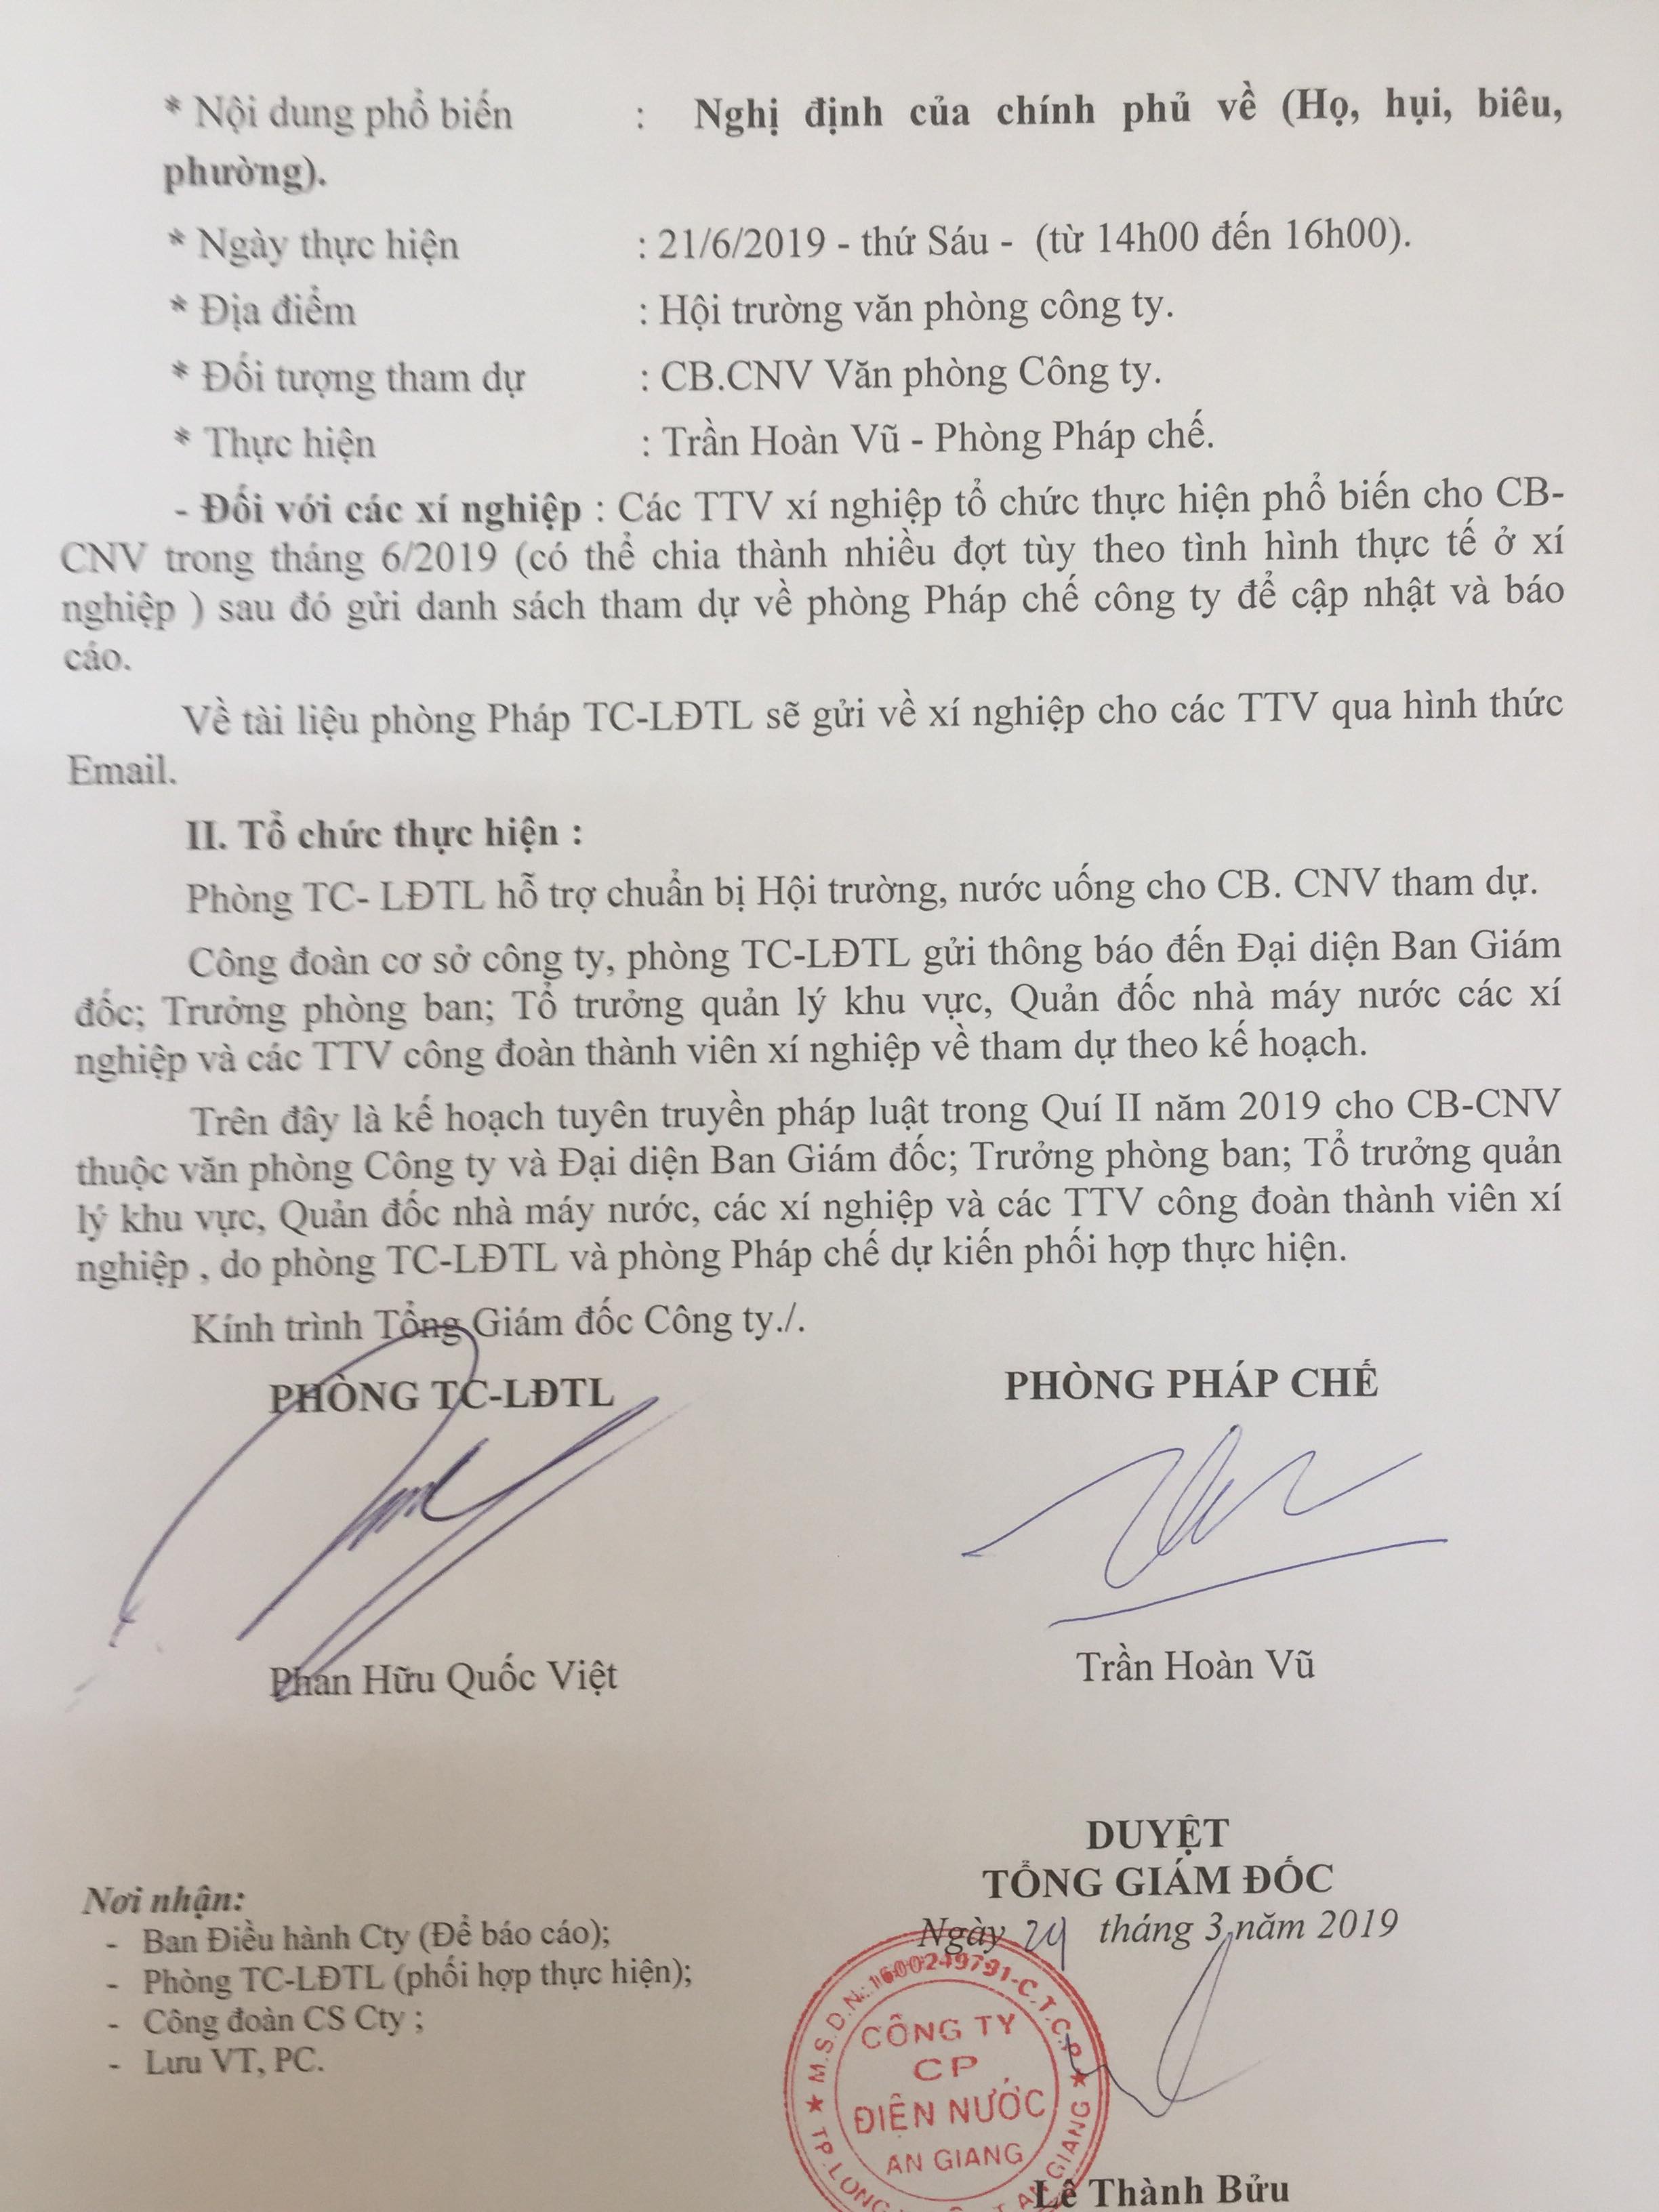 * Nội dung phổ biến : Nghị định của chính phủ về (Họ, hụi, biêu,
phường).
* Ngày thực hiện : 21/6/2019 - thứ Sáu - (từ 14h00 đến 16h00).
* Địa điểm : Hội trường văn phòng công ty.
* Đối tượng tham dự : CB.CNV Văn phòng Công ty.
* Thực hiện : Trần Hoàn Vũ - Phòng Pháp chế.
- Đối với các xí nghiệp : Các TTV xí nghiệp tổ chức thực hiện phổ biến cho CB-
CNV trong tháng 6/2019 (có thể chia thành nhiều đợt tùy theo tình hình thực tế ở xí
nghiệp ) sau đó gửi danh sách tham dự về phòng Pháp chế công ty để cập nhật và báo
cáo.
Về tài liệu phòng Pháp TC-LĐTL sẽ gửi về xí nghiệp cho các TTV qua hình thức
Email.
II. Tổ chức thực hiện :
Phòng TC- LĐTL hỗ trợ chuẩn bị Hội trường, nước uống cho CB. CNV tham dự.
Công đoàn cơ sở công ty, phòng TC-LĐTL gửi thông báo đến Đại diện Ban Giám
đốc; Trưởng phòng ban; Tổ trưởng quản lý khu vực, Quản đốc nhà máy nước các xí
nghiệp và các TTV công đoàn thành viên xí nghiệp về tham dự theo kế hoạch.
Trên đây là kế hoạch tuyên truyền pháp luật trong Quí II năm 2019 cho CB-CNV
thuộc văn phòng Công ty và Đại diện Ban Giám đốc; Trưởng phòng ban; Tổ trưởng quản
lý khu vực, Quản đốc nhà máy nước, các xí nghiệp và các TTV công đoàn thành viên xí
nghiệp , do phòng TC-LĐTL và phòng Pháp chế dự kiến phối hợp thực hiện.
Kính trình Tổng Giám đốc Công ty./.
PHÒNG TC-LĐTL PHÒNG PHÁP CHẾ
Phan Hữu Quốc Việt Trần Hoàn Vũ
DUYỆT
TỔNG GIÁM ĐỐC
Ngày 24 tháng 3 năm 2019
Nơi nhận:
- Ban Điều hành Cty (Để báo cáo);
- Phòng TC-LĐTL (phối hợp thực hiện);
- Công đoàn CS Cty ;
- Lưu VT, PC.
M.S.D.N:1600249791-C.T.C.P
CÔNG TY
CP
ĐIỆN NƯỚC
AN GIANG
TP.LONG AN GIANG
Lê Thành Bửu